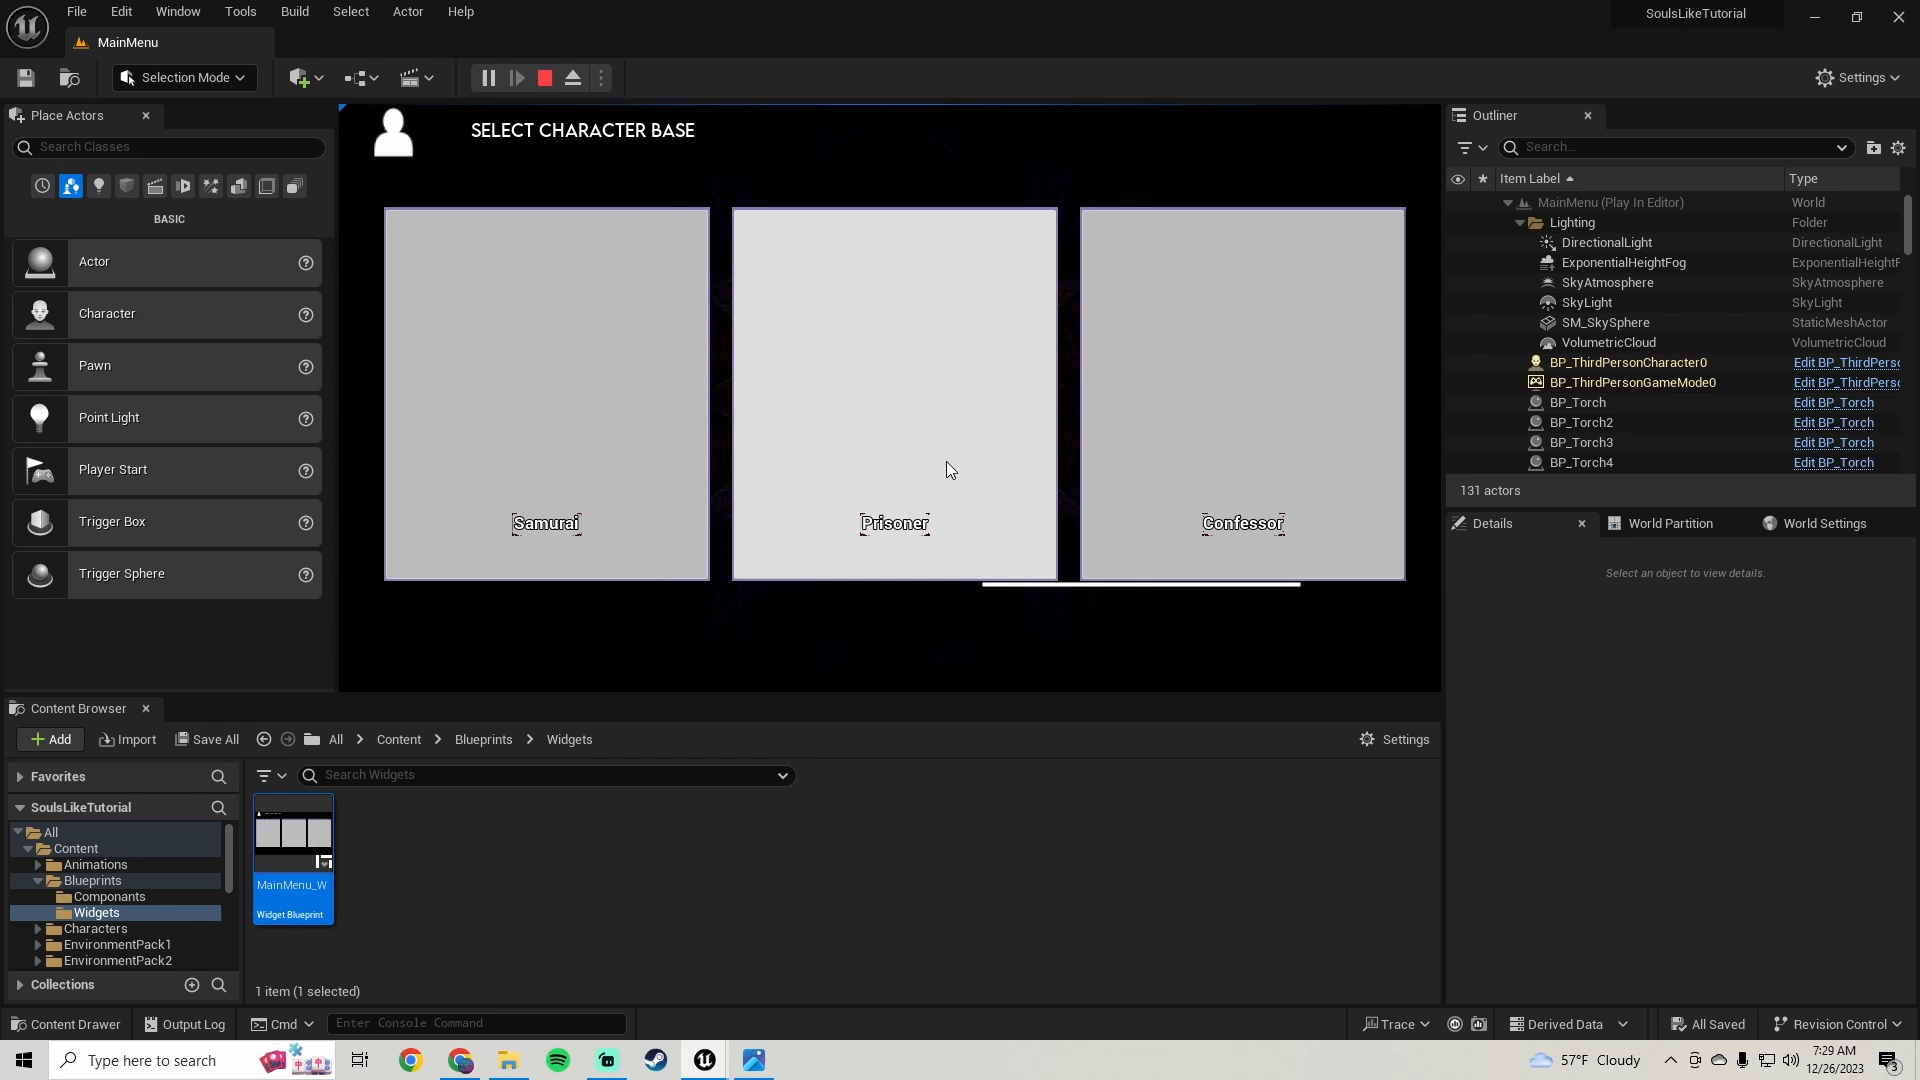 File Edit Window Tools Build Select Actor Help
SoulsLikeTutorial
MainMenu
Selection Mode
Settings
Place Actors
Search Classes
BASIC
Actor
Character
Pawn
Point Light
Player Start
Trigger Box
Trigger Sphere
SELECT CHARACTER BASE
Samurai
Prisoner
Confessor
Outliner
Search...
Item Label Type
MainMenu (Play In Editor) World
Lighting Folder
DirectionalLight DirectionalLight
ExponentialHeightFog ExponentialHeightF
SkyAtmosphere SkyAtmosphere
SkyLight SkyLight
SM_SkySphere StaticMeshActor
VolumetricCloud VolumetricCloud
BP_ThirdPersonCharacter0 Edit BP_ThirdPerso
BP_ThirdPersonGameMode0 Edit BP_ThirdPerso
BP_Torch Edit BP_Torch
BP_Torch2 Edit BP_Torch
BP_Torch3 Edit BP_Torch
BP_Torch4 Edit BP_Torch
131 actors
Details World Partition World Settings
Select an object to view details.
Content Browser
Add Import Save All All Content Blueprints Widgets Settings
Favorites
Search Widgets
SoulsLikeTutorial
All
Content
Animations
Blueprints
Componants
Widgets
Characters
EnvironmentPack1
EnvironmentPack2
Collections
MainMenu_W
Widget Blueprint
1 item (1 selected)
Content Drawer Output Log Cmd Enter Console Command Trace Derived Data All Saved Revision Control
Type here to search
57°F Cloudy
7:29 AM
12/26/2023
3